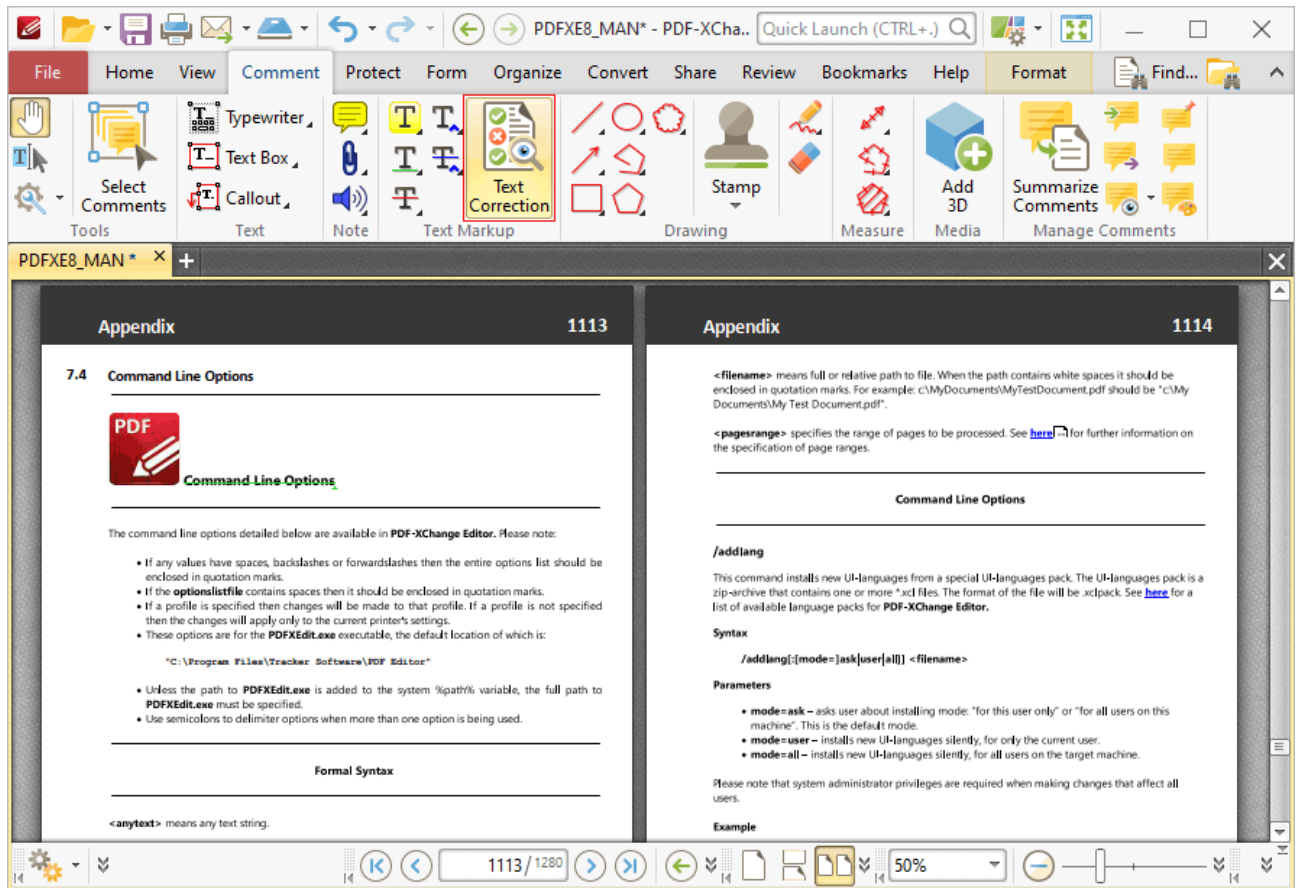 PDFXE8_MAN* - PDF-XCha..
Quick Launch (CTRL+.)
File Home View Comment Protect Form Organize Convert Share Review Bookmarks Help Format Find...
Select Comments
Typewriter
Text Box
Callout
Text Correction
Stamp
Add 3D
Summarize Comments
Tools Text Note Text Markup Drawing Measure Media Manage Comments
PDFXE8_MAN *
Appendix 1113
7.4 Command Line Options
PDF
Command Line Options
The command line options detailed below are available in PDF-XChange Editor. Please note:
• If any values have spaces, backslashes or forwardslashes then the entire options list should be
enclosed in quotation marks.
• If the optionslistfile contains spaces then it should be enclosed in quotation marks.
• If a profile is specified then changes will be made to that profile. If a profile is not specified
then the changes will apply only to the current printer's settings.
• These options are for the PDFXEdit.exe executable, the default location of which is:
"C:\Program Files\Tracker Software\PDF Editor"
• Unless the path to PDFXEdit.exe is added to the system %path% variable, the full path to
PDFXEdit.exe must be specified.
• Use semicolons to delimiter options when more than one option is being used.
Formal Syntax
<anytext> means any text string.
Appendix 1114
<filename> means full or relative path to file. When the path contains white spaces it should be
enclosed in quotation marks. For example: c:\MyDocuments\MyTestDocument.pdf should be "c:\My
Documents\My Test Document.pdf".
<pagesrange> specifies the range of pages to be processed. See here for further information on
the specification of page ranges.
Command Line Options
/addlang
This command installs new UI-languages from a special UI-languages pack. The UI-languages pack is a
zip-archive that contains one or more *.xcl files. The format of the file will be .xclpack. See here for a
list of available language packs for PDF-XChange Editor.
Syntax
/addlang[:[mode=]ask|user|all]] <filename>
Parameters
• mode=ask – asks user about installing mode: "for this user only" or "for all users on this
machine". This is the default mode.
• mode=user – installs new UI-languages silently, for only the current user.
• mode=all – installs new UI-languages silently, for all users on the target machine.
Please note that system administrator privileges are required when making changes that affect all
users.
Example
1113/1280
50%